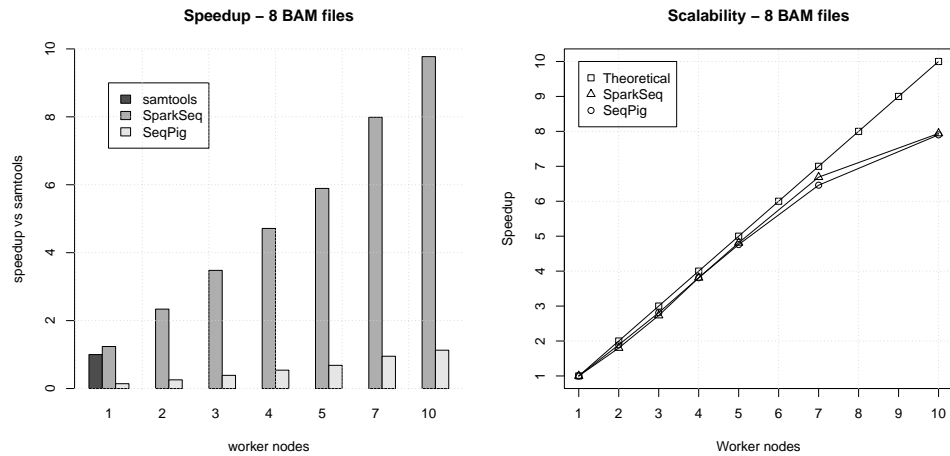 Speedup – 8 BAM files
speedup vs samtools
10
8
6
4
2
0
samtools
SparkSeq
SeqPig
1 2 3 4 5 7 10
worker nodes
Scalability – 8 BAM files
Speedup
10
9
8
7
6
5
4
3
2
1
Theoretical
SparkSeq
SeqPig
1 2 3 4 5 6 7 8 9 10
Worker nodes